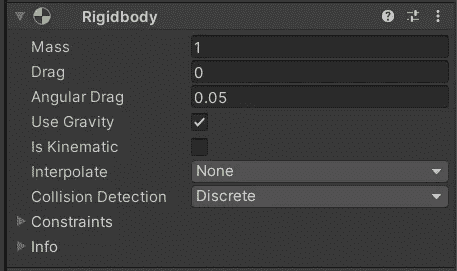 Rigidbody
Mass 1
Drag 0
Angular Drag 0.05
Use Gravity
Is Kinematic
Interpolate None
Collision Detection Discrete
Constraints
Info